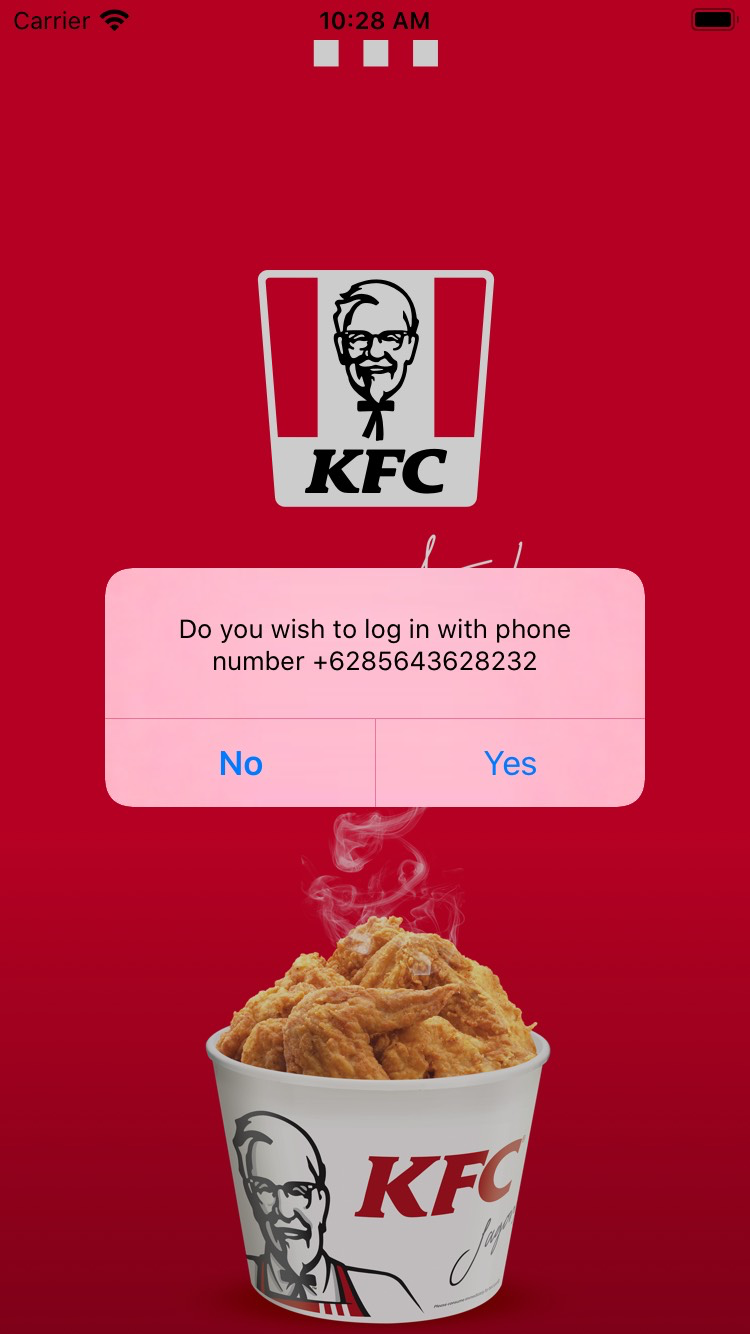 Carrier 10:28 AM
KFC
Do you wish to log in with phone
number +6285643628232
No Yes
KFC